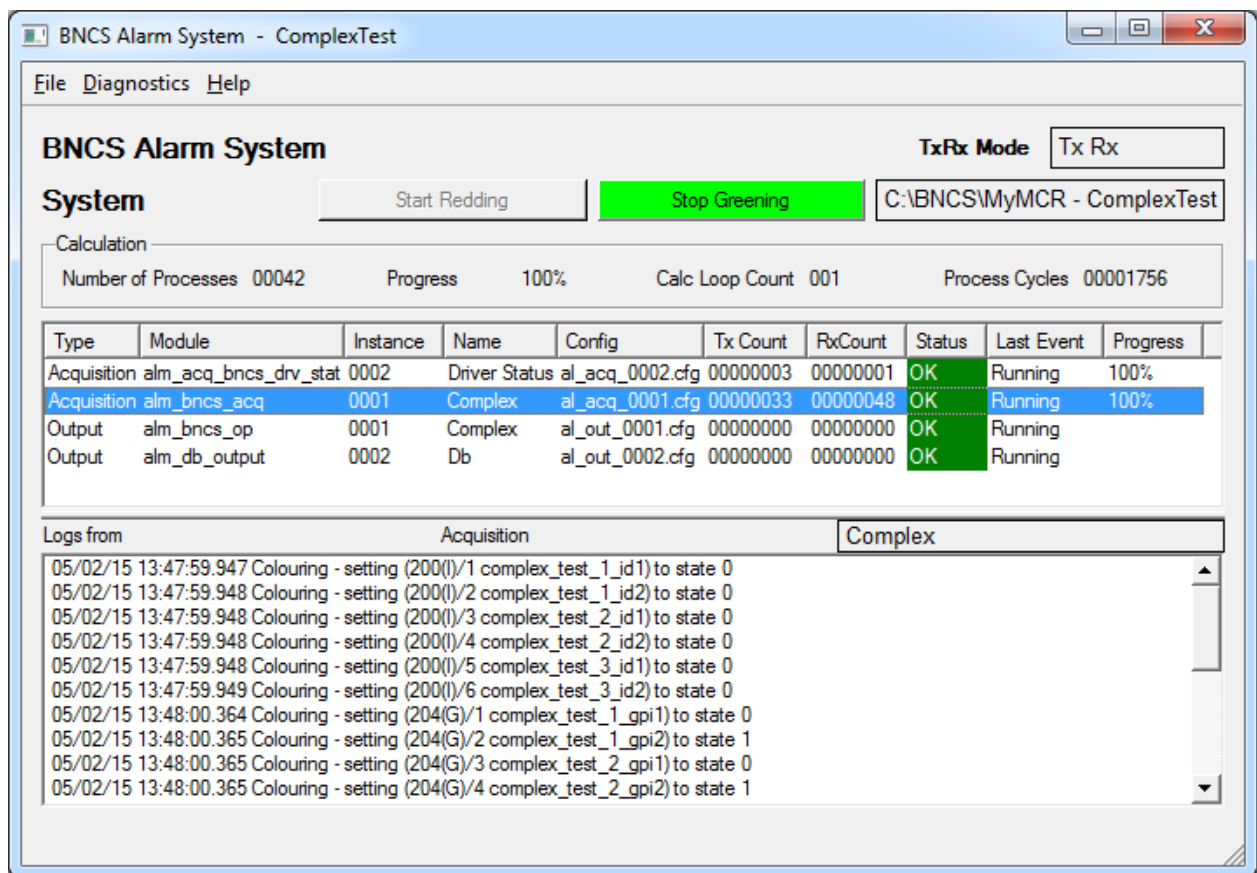 BNCS Alarm System - ComplexTest
File Diagnostics Help
BNCS Alarm System TxRx Mode Tx Rx
System Start Redding Stop Greening C:\BNCS\MyMCR - ComplexTest
Calculation
Number of Processes 00042 Progress 100% Calc Loop Count 001 Process Cycles 00001756
Type Module Instance Name Config Tx Count RxCount Status Last Event Progress
Acquisition alm_acq_bncs_drv_stat 0002 Driver Status al_acq_0002.cfg 00000003 00000001 OK Running 100%
Acquisition alm_bncs_acq 0001 Complex al_acq_0001.cfg 00000033 00000048 OK Running 100%
Output alm_bncs_op 0001 Complex al_out_0001.cfg 00000000 00000000 OK Running
Output alm_db_output 0002 Db al_out_0002.cfg 00000000 00000000 OK Running
Logs from Acquisition Complex
05/02/15 13:47:59.947 Colouring - setting (200(I)/1 complex_test_1_id1) to state 0
05/02/15 13:47:59.948 Colouring - setting (200(I)/2 complex_test_1_id2) to state 0
05/02/15 13:47:59.948 Colouring - setting (200(I)/3 complex_test_2_id1) to state 0
05/02/15 13:47:59.948 Colouring - setting (200(I)/4 complex_test_2_id2) to state 0
05/02/15 13:47:59.948 Colouring - setting (200(I)/5 complex_test_3_id1) to state 0
05/02/15 13:47:59.949 Colouring - setting (200(I)/6 complex_test_3_id2) to state 0
05/02/15 13:48:00.364 Colouring - setting (204(G)/1 complex_test_1_gpi1) to state 0
05/02/15 13:48:00.365 Colouring - setting (204(G)/2 complex_test_1_gpi2) to state 1
05/02/15 13:48:00.365 Colouring - setting (204(G)/3 complex_test_2_gpi1) to state 0
05/02/15 13:48:00.365 Colouring - setting (204(G)/4 complex_test_2_gpi2) to state 1